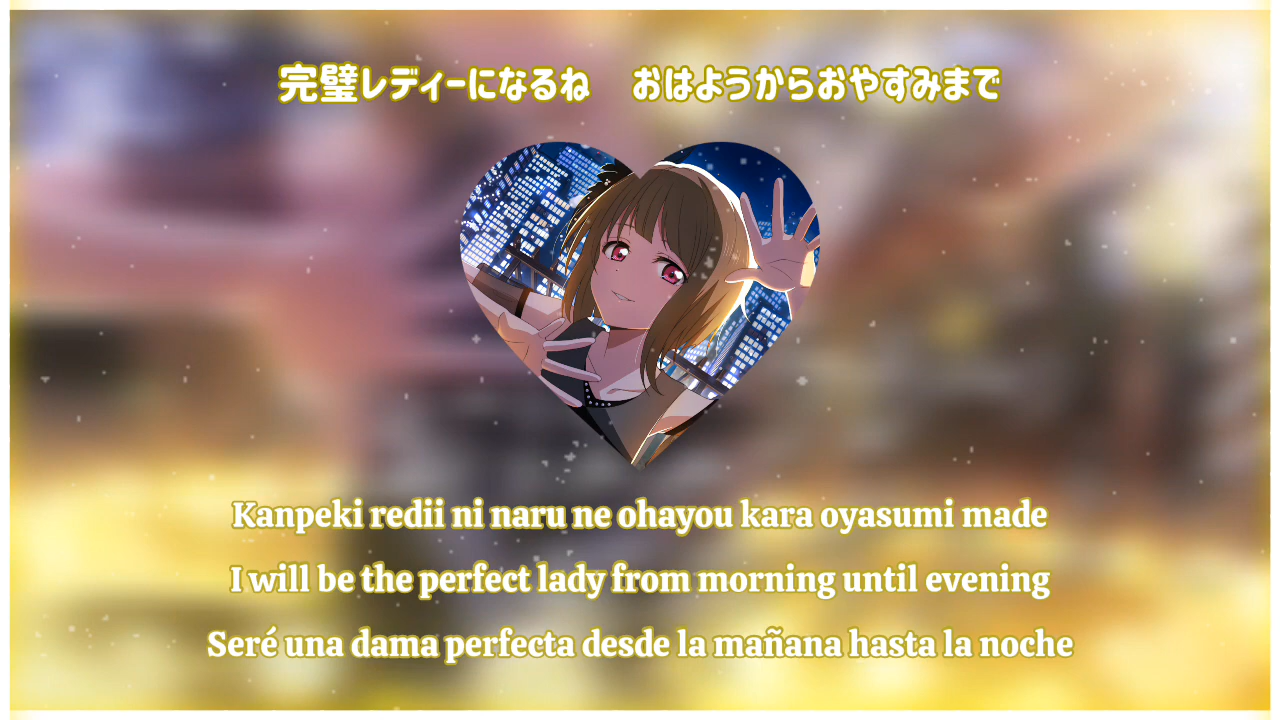 完璧レディーになるね　おはようからおやすみまで
Kanpeki redii ni naru ne ohayou kara oyasumi made
I will be the perfect lady from morning until evening
Seré una dama perfecta desde la mañana hasta la noche